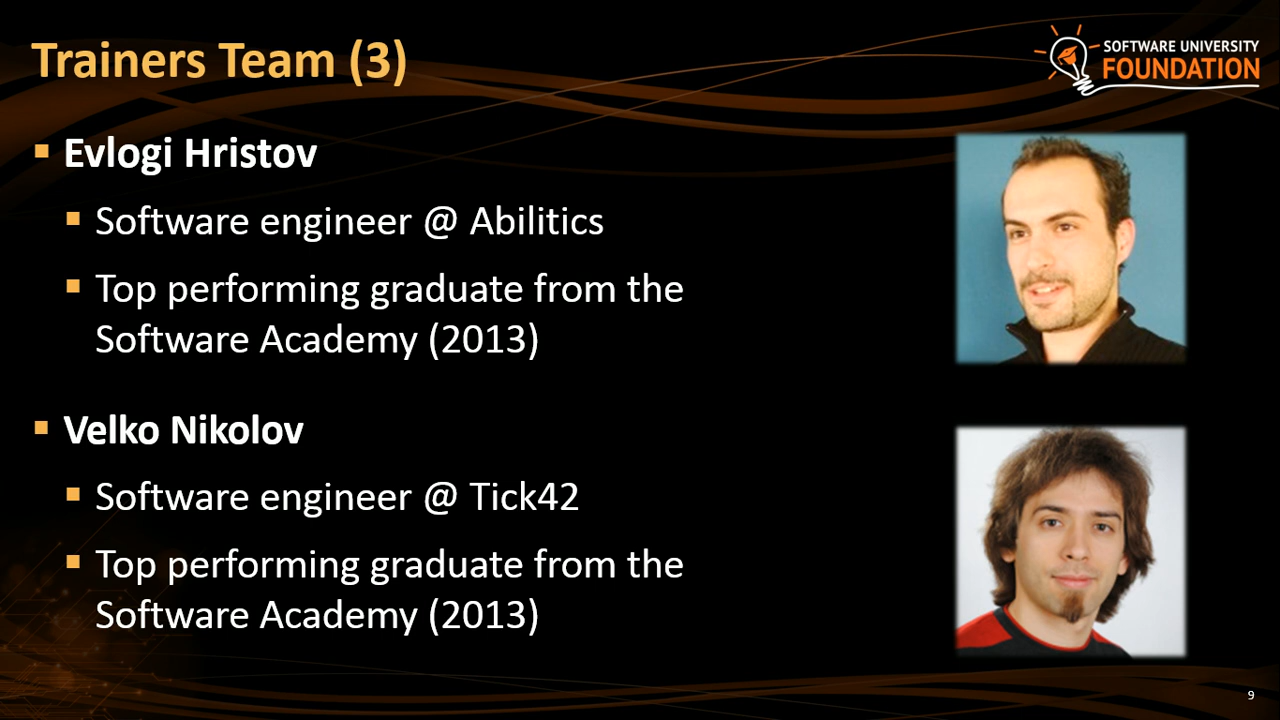 Trainers Team (3)
SOFTWARE UNIVERSITY
FOUNDATION
Evlogi Hristov
Software engineer @ Abilitics
Top performing graduate from the
Software Academy (2013)
Velko Nikolov
Software engineer @ Tick42
Top performing graduate from the
Software Academy (2013)
9